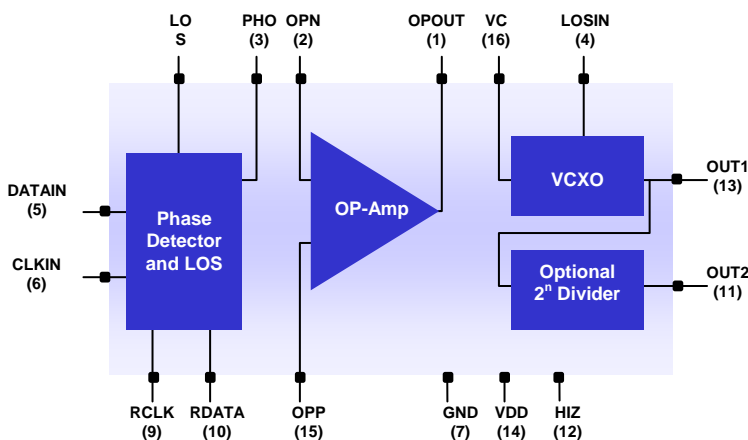 LO
S
PHO
(3)
OPN
(2)
OPOUT
(1)
VC
(16)
LOSIN
(4)
DATAIN
(5)
CLKIN
(6)
Phase
Detector
and LOS
OP-Amp
VCXO
OUT1
(13)
Optional
2ⁿ Divider
OUT2
(11)
RCLK
(9)
RDATA
(10)
OPP
(15)
GND
(7)
VDD
(14)
HIZ
(12)